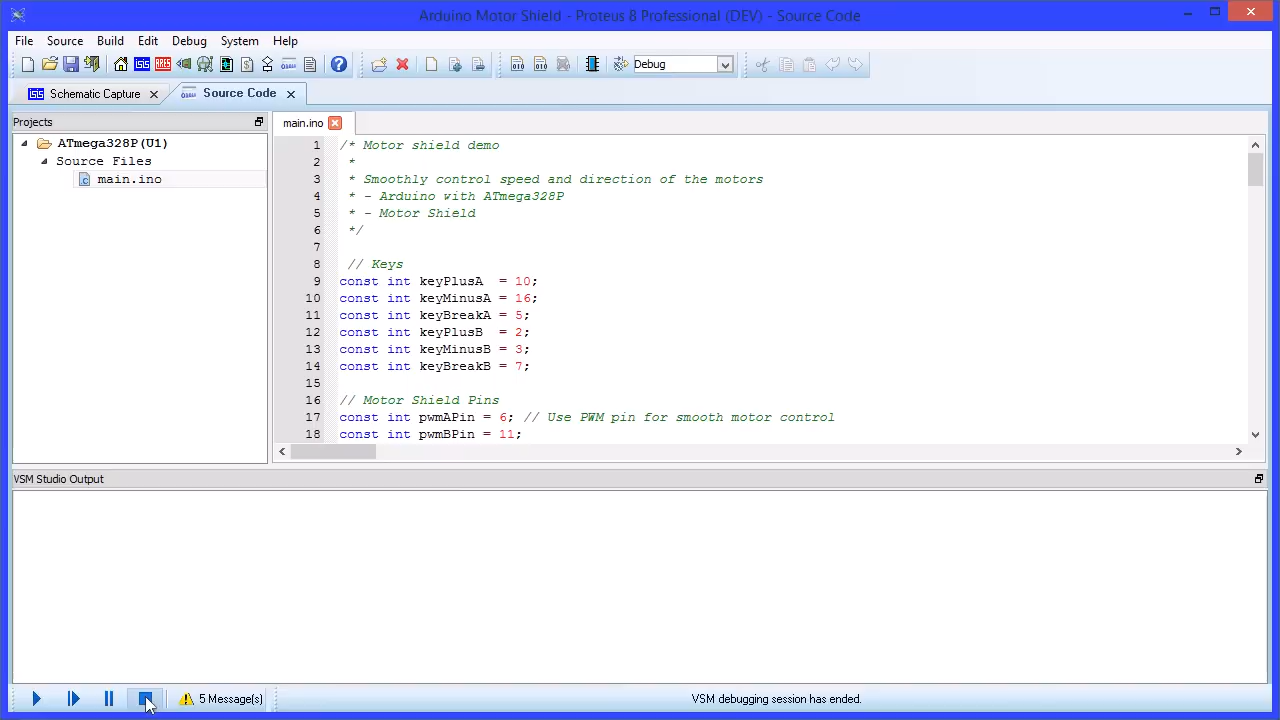 Arduino Motor Shield - Proteus 8 Professional (DEV) - Source Code
File Source Build Edit Debug System Help
Debug
Schematic Capture Source Code
Projects
main.ino
ATmega328P(U1)
Source Files
main.ino
1 /* Motor shield demo
2 *
3 * Smoothly control speed and direction of the motors
4 * - Arduino with ATmega328P
5 * - Motor Shield
6 */
7
8 // Keys
9 const int keyPlusA  = 10;
10 const int keyMinusA = 16;
11 const int keyBreakA = 5;
12 const int keyPlusB  = 2;
13 const int keyMinusB = 3;
14 const int keyBreakB = 7;
15
16 // Motor Shield Pins
17 const int pwmAPin = 6; // Use PWM pin for smooth motor control
18 const int pwmBPin = 11;
VSM Studio Output
5 Message(s)
VSM debugging session has ended.